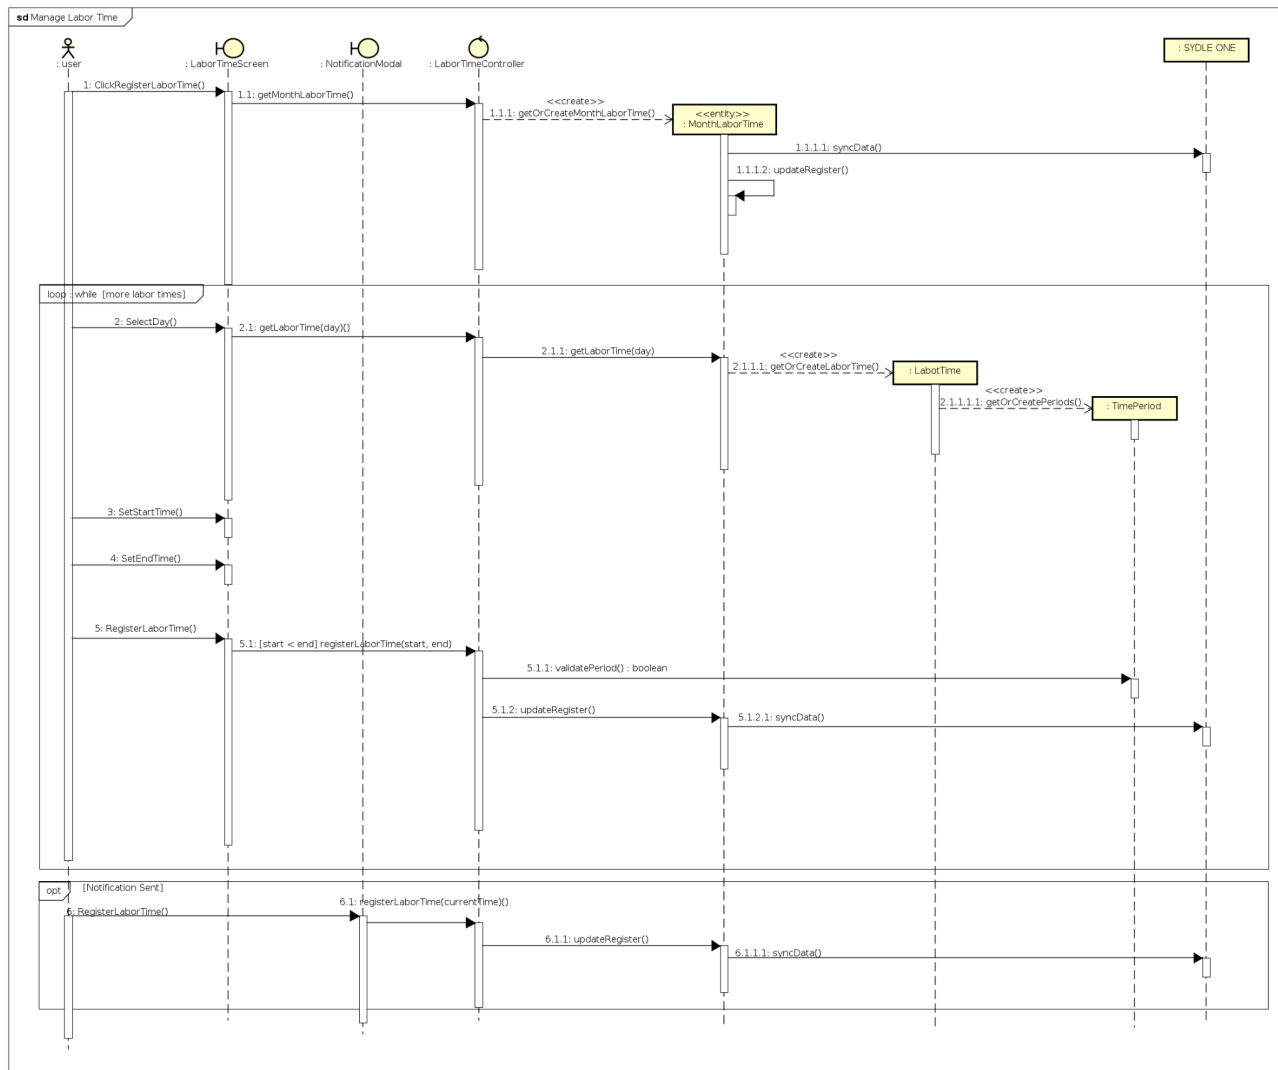 sd Manage Labor Time
: user
: LaborTimeScreen
: NotificationModal
: LaborTimeController
: SYDLE ONE
1: ClickRegisterLaborTime()
1.1: getMonthLaborTime()
<<create>>
1.1.1: getOrCreateMonthLaborTime()
<<entity>>
: MonthLaborTime
1.1.1.1: syncData()
1.1.1.2: updateRegister()
loop : while [more labor times]
2: SelectDay()
2.1: getLaborTime(day)()
2.1.1: getLaborTime(day)
<<create>>
2.1.1.1: getOrCreateLaborTime()
: LabotTime
<<create>>
2.1.1.1.1: getOrCreatePeriods()
: TimePeriod
3: SetStartTime()
4: SetEndTime()
5: RegisterLaborTime()
5.1: [start < end] registerLaborTime(start, end)
5.1.1: validatePeriod() : boolean
5.1.2: updateRegister()
5.1.2.1: syncData()
opt [Notification Sent]
6: RegisterLaborTime()
6.1: registerLaborTime(currentTime)()
6.1.1: updateRegister()
6.1.1.1: syncData()